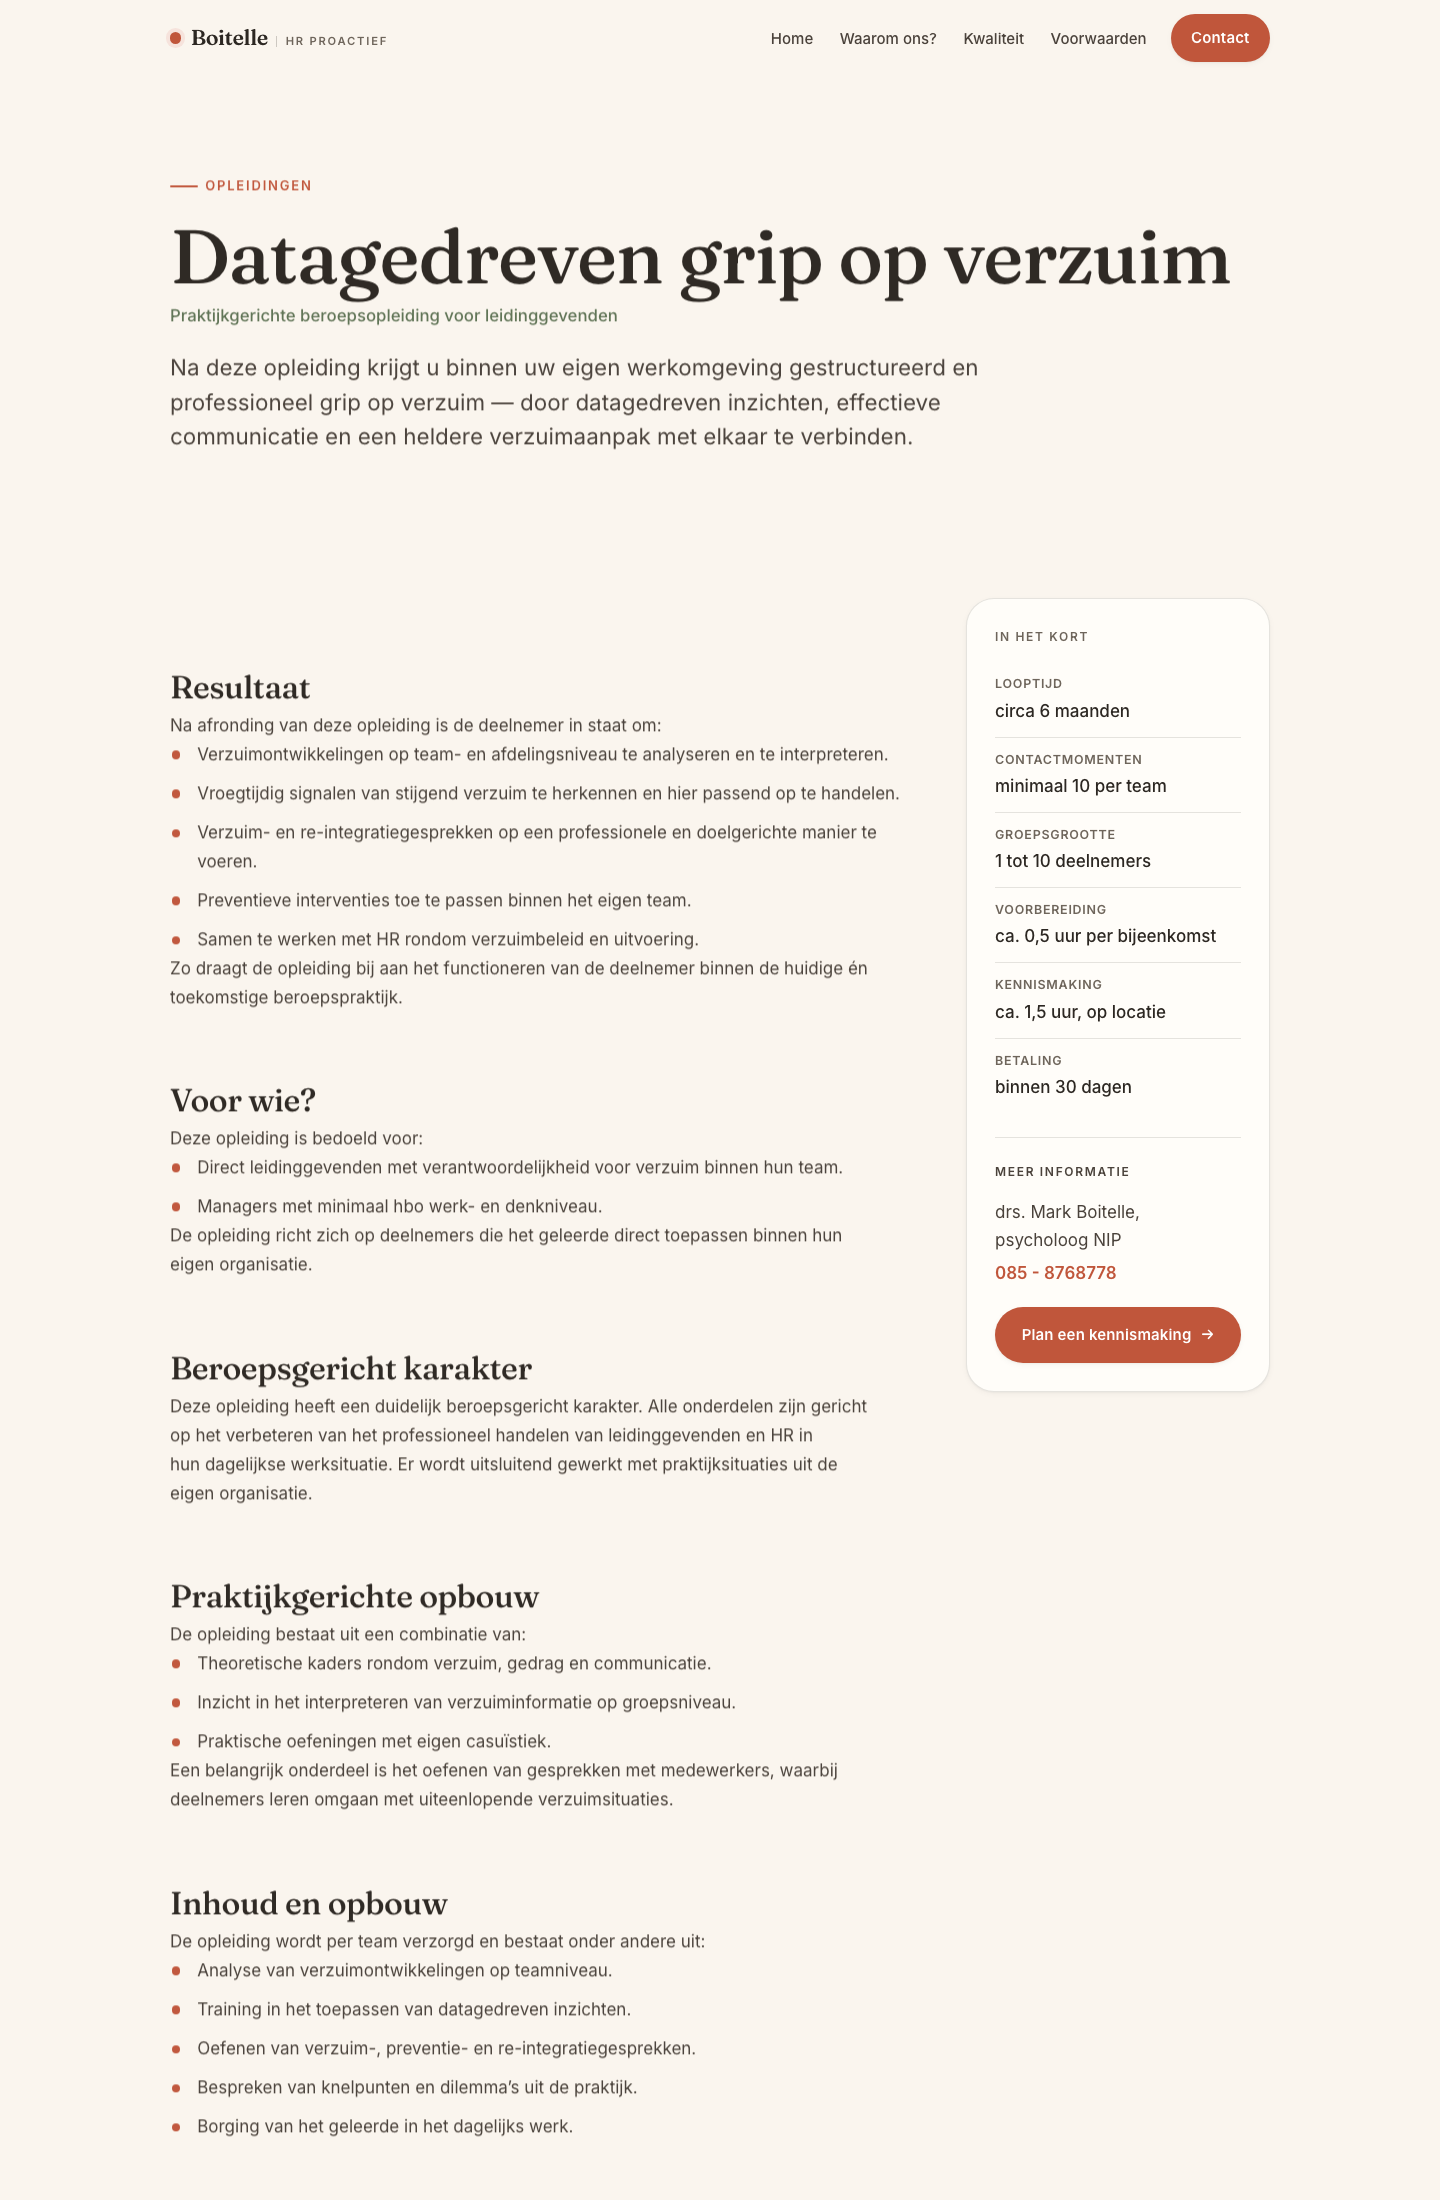 Boitelle | HR PROACTIEF
Home Waarom ons? Kwaliteit Voorwaarden Contact
OPLEIDINGEN
Datagedreven grip op verzuim
Praktijkgerichte beroepsopleiding voor leidinggevenden
Na deze opleiding krijgt u binnen uw eigen werkomgeving gestructureerd en
professioneel grip op verzuim — door datagedreven inzichten, effectieve
communicatie en een heldere verzuimaanpak met elkaar te verbinden.
Resultaat
Na afronding van deze opleiding is de deelnemer in staat om:
Verzuimontwikkelingen op team- en afdelingsniveau te analyseren en te interpreteren.
Vroegtijdig signalen van stijgend verzuim te herkennen en hier passend op te handelen.
Verzuim- en re-integratiegesprekken op een professionele en doelgerichte manier te
voeren.
Preventieve interventies toe te passen binnen het eigen team.
Samen te werken met HR rondom verzuimbeleid en uitvoering.
Zo draagt de opleiding bij aan het functioneren van de deelnemer binnen de huidige én
toekomstige beroepspraktijk.
Voor wie?
Deze opleiding is bedoeld voor:
Direct leidinggevenden met verantwoordelijkheid voor verzuim binnen hun team.
Managers met minimaal hbo werk- en denkniveau.
De opleiding richt zich op deelnemers die het geleerde direct toepassen binnen hun
eigen organisatie.
Beroepsgericht karakter
Deze opleiding heeft een duidelijk beroepsgericht karakter. Alle onderdelen zijn gericht
op het verbeteren van het professioneel handelen van leidinggevenden en HR in
hun dagelijkse werksituatie. Er wordt uitsluitend gewerkt met praktijksituaties uit de
eigen organisatie.
Praktijkgerichte opbouw
De opleiding bestaat uit een combinatie van:
Theoretische kaders rondom verzuim, gedrag en communicatie.
Inzicht in het interpreteren van verzuiminformatie op groepsniveau.
Praktische oefeningen met eigen casuïstiek.
Een belangrijk onderdeel is het oefenen van gesprekken met medewerkers, waarbij
deelnemers leren omgaan met uiteenlopende verzuimsituaties.
Inhoud en opbouw
De opleiding wordt per team verzorgd en bestaat onder andere uit:
Analyse van verzuimontwikkelingen op teamniveau.
Training in het toepassen van datagedreven inzichten.
Oefenen van verzuim-, preventie- en re-integratiegesprekken.
Bespreken van knelpunten en dilemma’s uit de praktijk.
Borging van het geleerde in het dagelijks werk.
IN HET KORT
LOOPTIJD
circa 6 maanden
CONTACTMOMENTEN
minimaal 10 per team
GROEPSGROOTTE
1 tot 10 deelnemers
VOORBEREIDING
ca. 0,5 uur per bijeenkomst
KENNISMAKING
ca. 1,5 uur, op locatie
BETALING
binnen 30 dagen
MEER INFORMATIE
drs. Mark Boitelle,
psycholoog NIP
085 - 8768778
Plan een kennismaking →